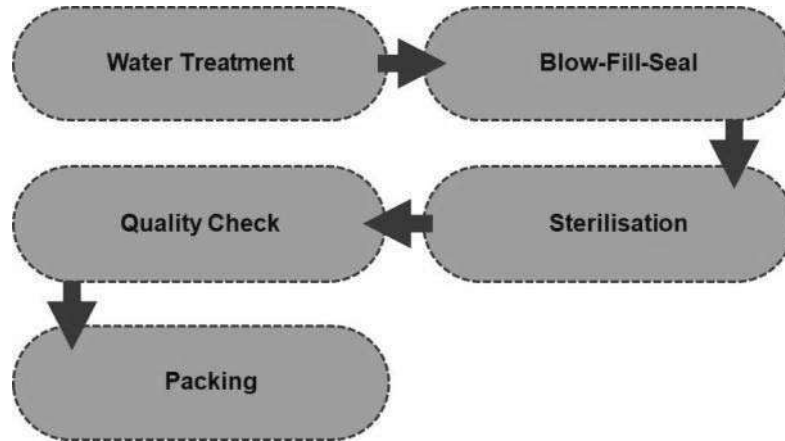 Water Treatment
Blow-Fill-Seal
Sterilisation
Quality Check
Packing